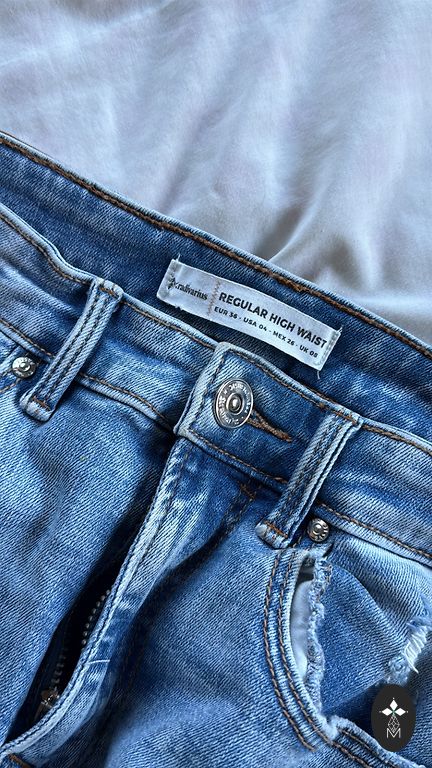 stradivarius
REGULAR HIGH WAIST
EUR 36 - USA 04 - MEX 26 - UK 08
M